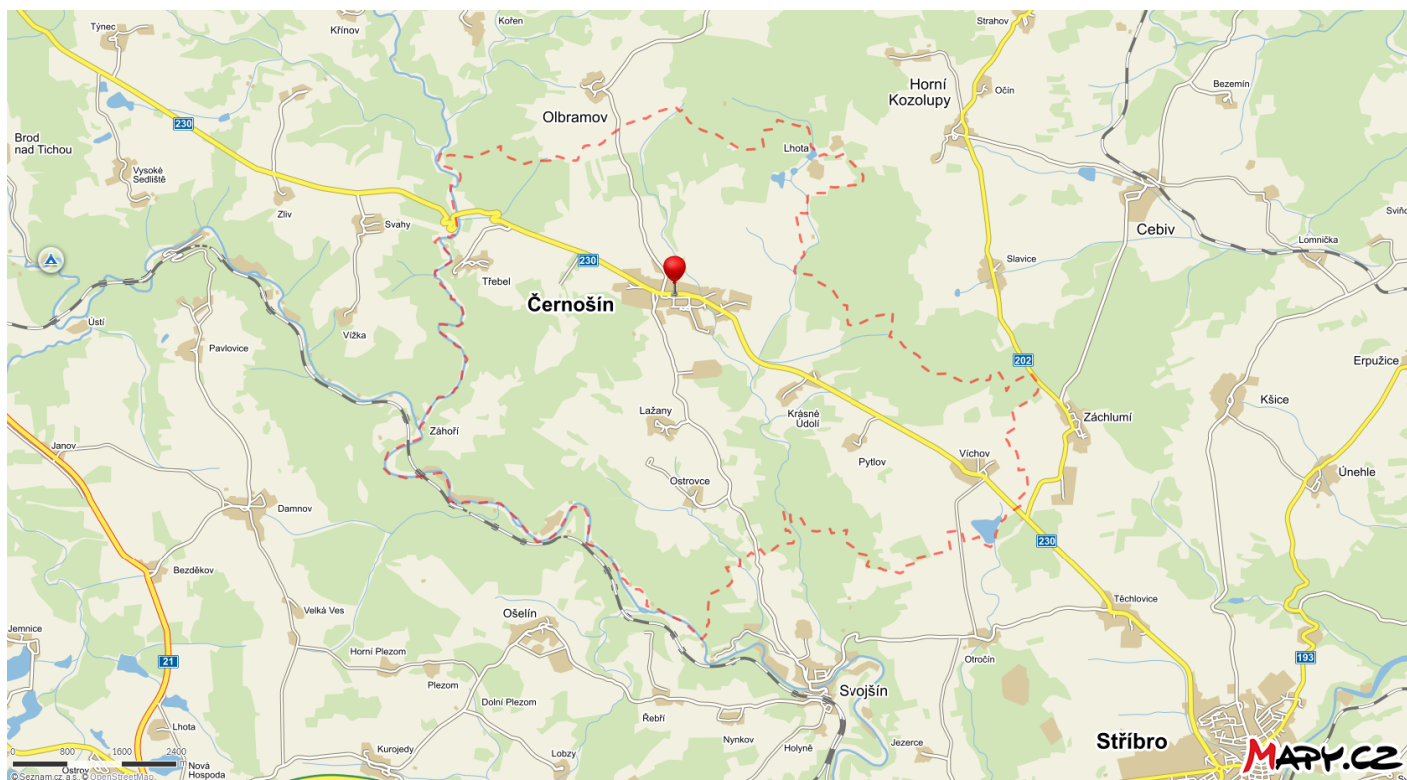 Týnec
Křínov
Kořen
Strahov
Olbramov
Horní
Kozolupy
Očín
Bezemín
230
Brod
nad Tichou
Vysoké
Sedliště
Lhota
Zliv
Svahy
Cebiv
Lomnička
Třebel
230
Slavice
Černošín
Ústí
Vížka
Pavlovice
202
Erpužice
Kšice
Lažany
Krásné
Údolí
Záchlumí
Záhoří
Janov
Pytlov
Víchov
Únehle
Ostrovce
Damnov
230
Bezděkov
Těchlovice
Velká Ves
Ošelín
Jemnice
21
Horní Plezom
Otročín
193
Plezom
Svojšín
Dolní Plezom
Řebří
Lhota
Nynkov
Holyně
Jezerce
Stříbro
Kurojedy
Lobzy
Nová
Hospoda
Ostrov
0 800 1600 2400
m
© Seznam.cz, a.s., © OpenStreetMap
MAPY.CZ